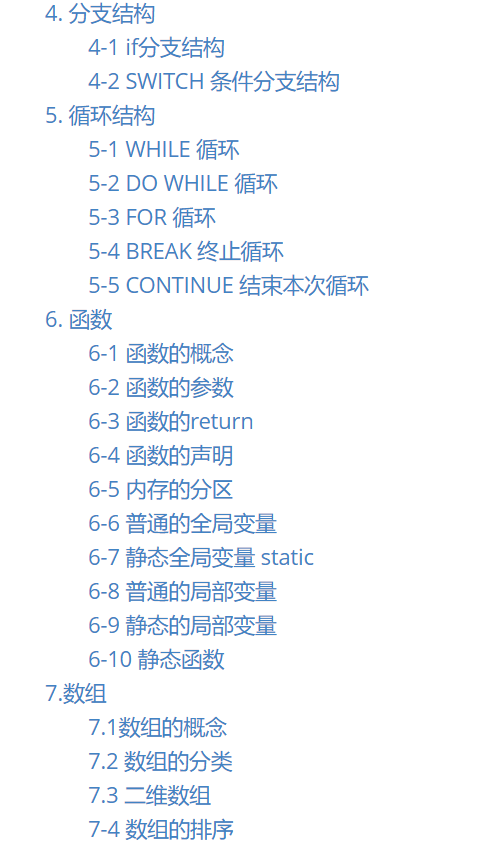 4. 分支结构
4-1 if分支结构
4-2 SWITCH 条件分支结构
5. 循环结构
5-1 WHILE 循环
5-2 DO WHILE 循环
5-3 FOR 循环
5-4 BREAK 终止循环
5-5 CONTINUE 结束本次循环
6. 函数
6-1 函数的概念
6-2 函数的参数
6-3 函数的return
6-4 函数的声明
6-5 内存的分区
6-6 普通的全局变量
6-7 静态全局变量 static
6-8 普通的局部变量
6-9 静态的局部变量
6-10 静态函数
7.数组
7.1数组的概念
7.2 数组的分类
7.3 二维数组
7-4 数组的排序